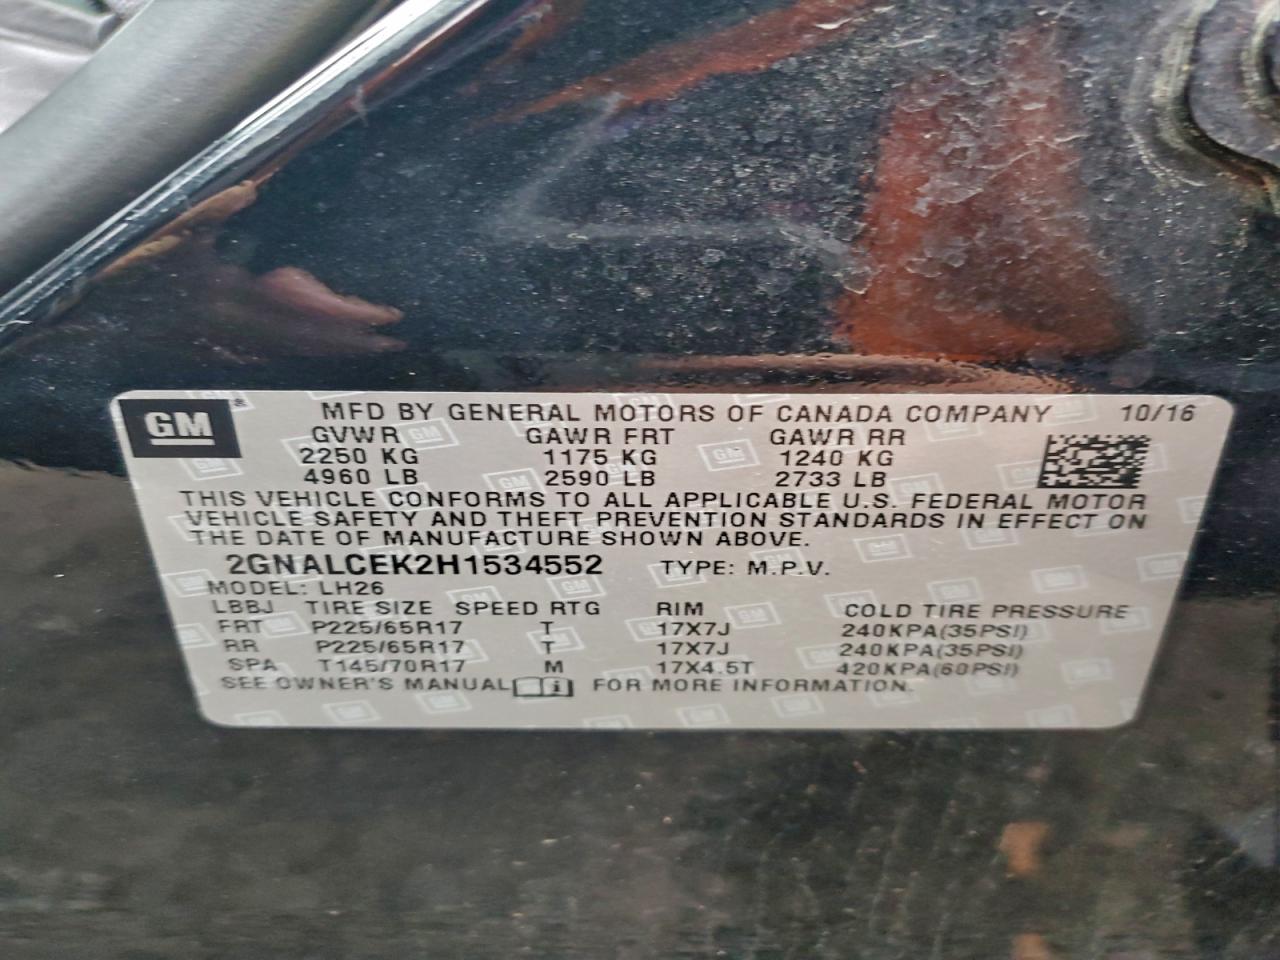 GM® MFD BY GENERAL MOTORS OF CANADA COMPANY 10/16
GVWR GAWR FRT GAWR RR
2250 KG 1175 KG 1240 KG
4960 LB 2590 LB 2733 LB
THIS VEHICLE CONFORMS TO ALL APPLICABLE U.S. FEDERAL MOTOR
VEHICLE SAFETY AND THEFT PREVENTION STANDARDS IN EFFECT ON
THE DATE OF MANUFACTURE SHOWN ABOVE.
2GNALCEK2H1534552 TYPE: M.P.V.
MODEL: LH26
LBBJ TIRE SIZE SPEED RTG RIM COLD TIRE PRESSURE
FRT P225/65R17 T 17X7J 240KPA(35PSI)
RR P225/65R17 T 17X7J 240KPA(35PSI)
SPA T145/70R17 M 17X4.5T 420KPA(60PSI)
SEE OWNER'S MANUAL FOR MORE INFORMATION.